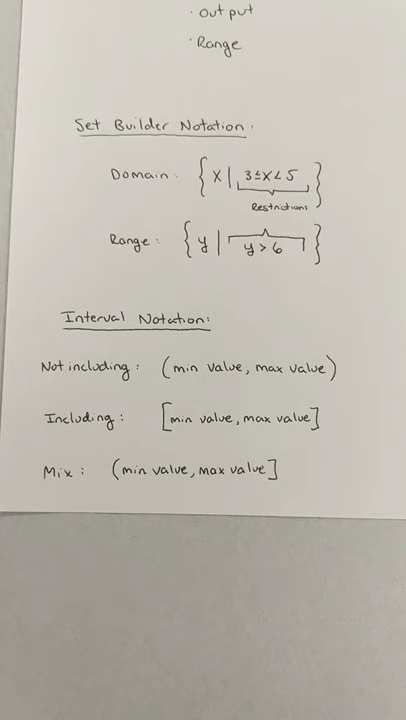 · output
· Range
Set Builder Notation:
Domain: {x | 3≤x<5}
Restrictions
Range: {y | y > 6}
Interval Notation:
Not including: (min value, max value)
Including: [min value, max value]
Mix: (min value, max value]